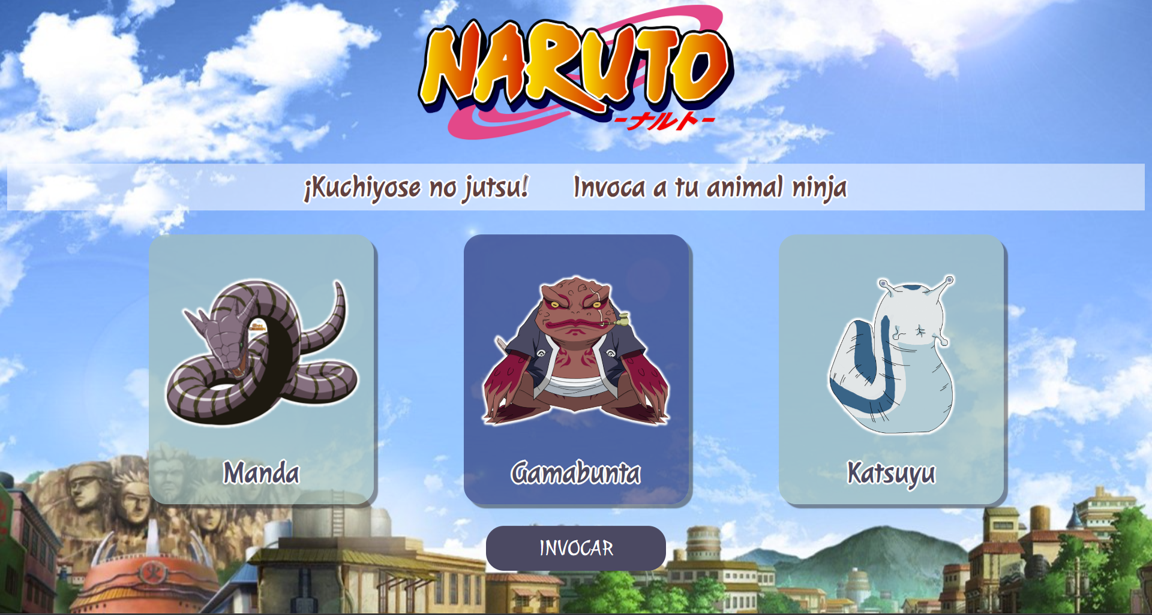 NARUTO
-ナルト-
¡Kuchiyose no jutsu! Invoca a tu animal ninja
Manda
Gamabunta
Katsuyu
INVOCAR